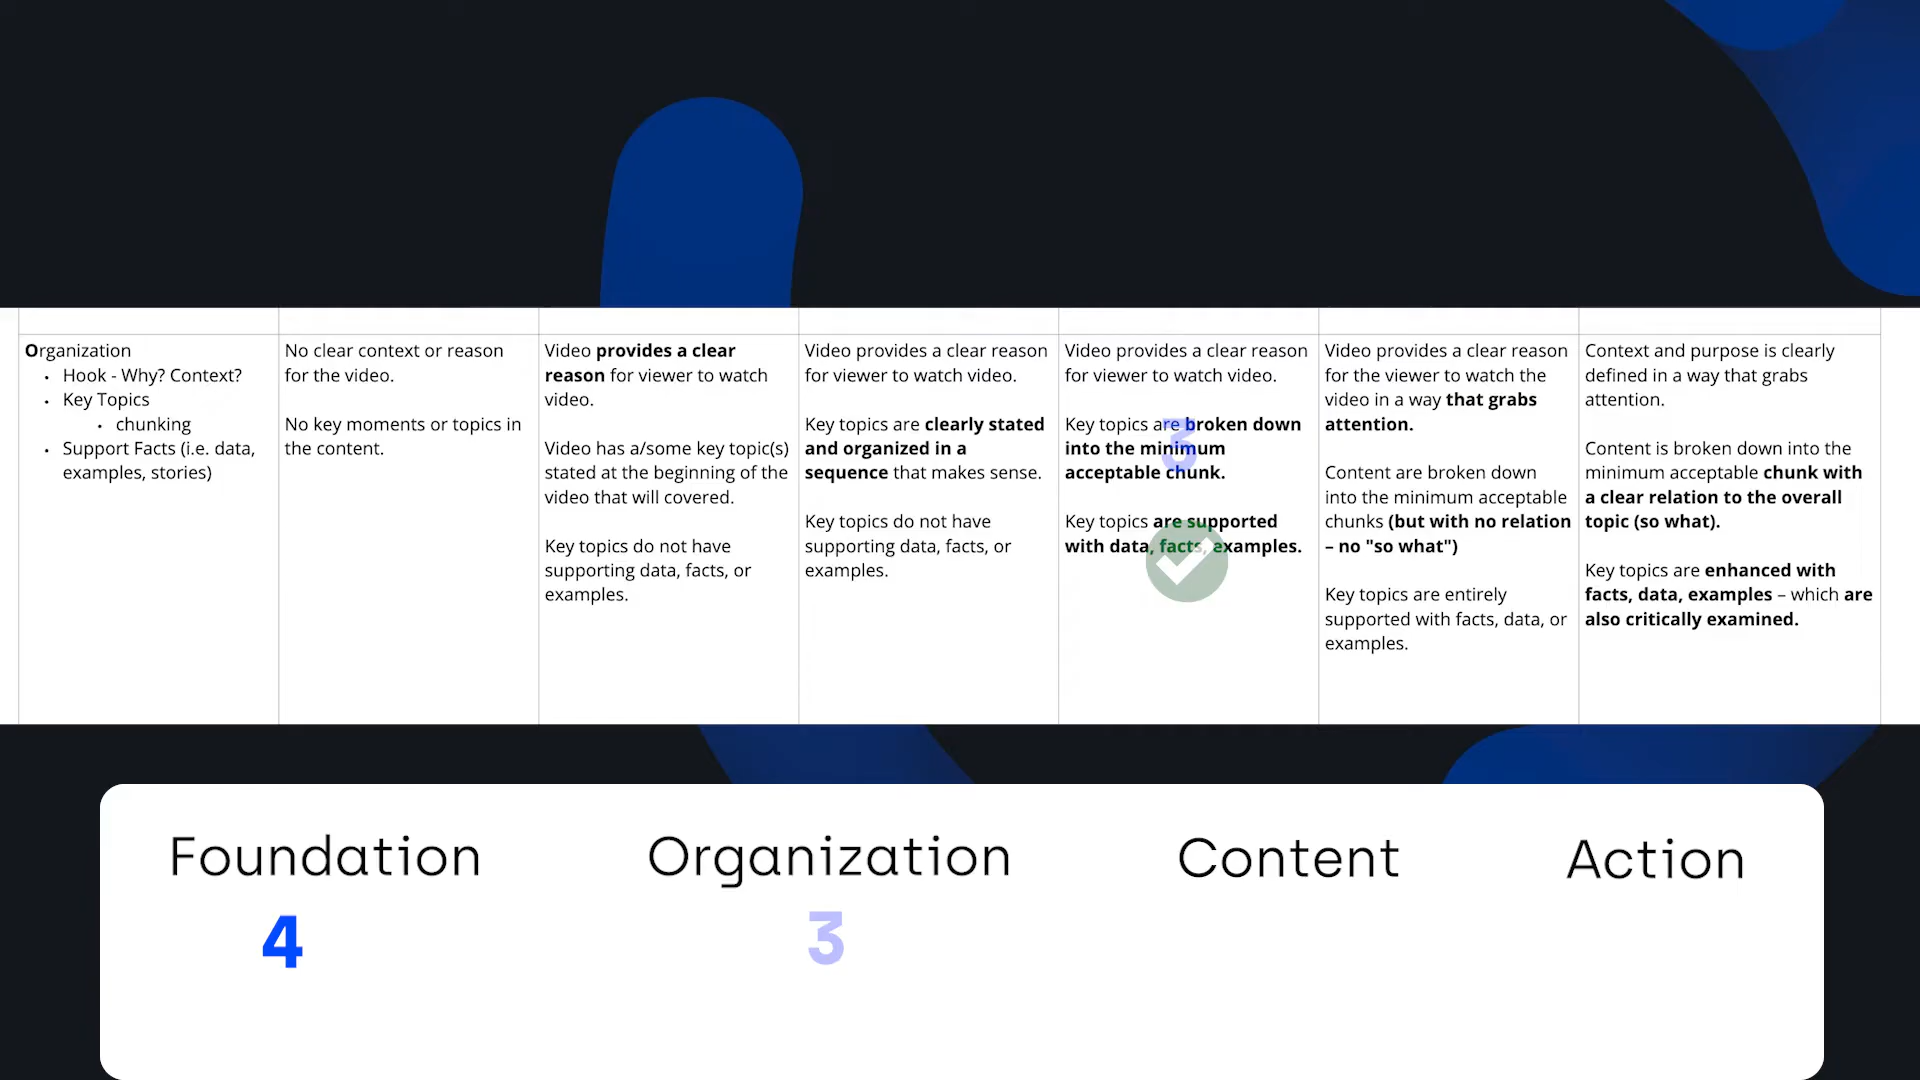 Organization
• Hook - Why? Context?
• Key Topics
• chunking
• Support Facts (i.e. data,
examples, stories)
No clear context or reason
for the video.
No key moments or topics in
the content.
Video provides a clear
reason for viewer to watch
video.
Video has a/some key topic(s)
stated at the beginning of the
video that will covered.
Key topics do not have
supporting data, facts, or
examples.
Video provides a clear reason
for viewer to watch video.
Key topics are clearly stated
and organized in a
sequence that makes sense.
Key topics do not have
supporting data, facts, or
examples.
Video provides a clear reason
for viewer to watch video.
Key topics are broken down
into the minimum
acceptable chunk.
3
Key topics are supported
with data, facts, examples.
Video provides a clear reason
for the viewer to watch the
video in a way that grabs
attention.
Content are broken down
into the minimum acceptable
chunks (but with no relation
– no "so what")
Key topics are entirely
supported with facts, data, or
examples.
Context and purpose is clearly
defined in a way that grabs
attention.
Content is broken down into the
minimum acceptable chunk with
a clear relation to the overall
topic (so what).
Key topics are enhanced with
facts, data, examples – which are
also critically examined.
Foundation
4
Organization
3
Content
Action